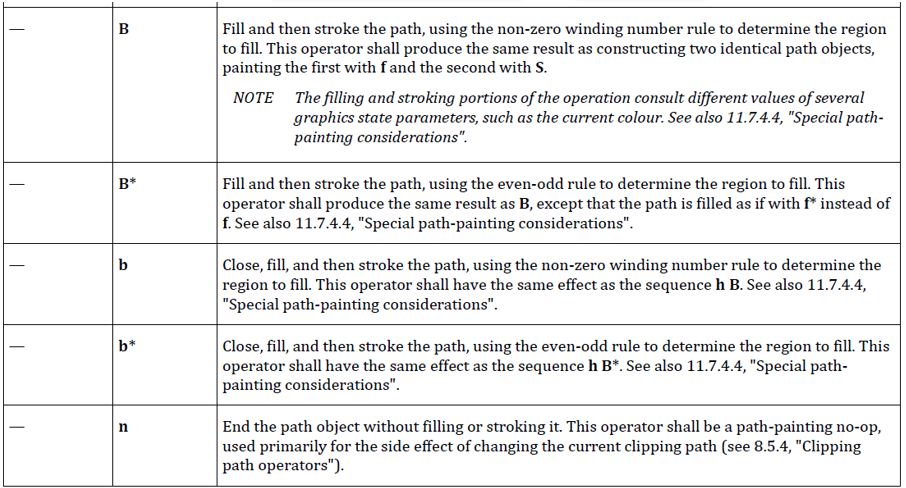 — B Fill and then stroke the path, using the non-zero winding number rule to determine the region
to fill. This operator shall produce the same result as constructing two identical path objects,
painting the first with f and the second with S.
NOTE The filling and stroking portions of the operation consult different values of several
graphics state parameters, such as the current colour. See also 11.7.4.4, "Special path-
painting considerations".
— B* Fill and then stroke the path, using the even-odd rule to determine the region to fill. This
operator shall produce the same result as B, except that the path is filled as if with f* instead of
f. See also 11.7.4.4, "Special path-painting considerations".
— b Close, fill, and then stroke the path, using the non-zero winding number rule to determine the
region to fill. This operator shall have the same effect as the sequence h B. See also 11.7.4.4,
"Special path-painting considerations".
— b* Close, fill, and then stroke the path, using the even-odd rule to determine the region to fill. This
operator shall have the same effect as the sequence h B*. See also 11.7.4.4, "Special path-
painting considerations".
— n End the path object without filling or stroking it. This operator shall be a path-painting no-op,
used primarily for the side effect of changing the current clipping path (see 8.5.4, "Clipping
path operators").